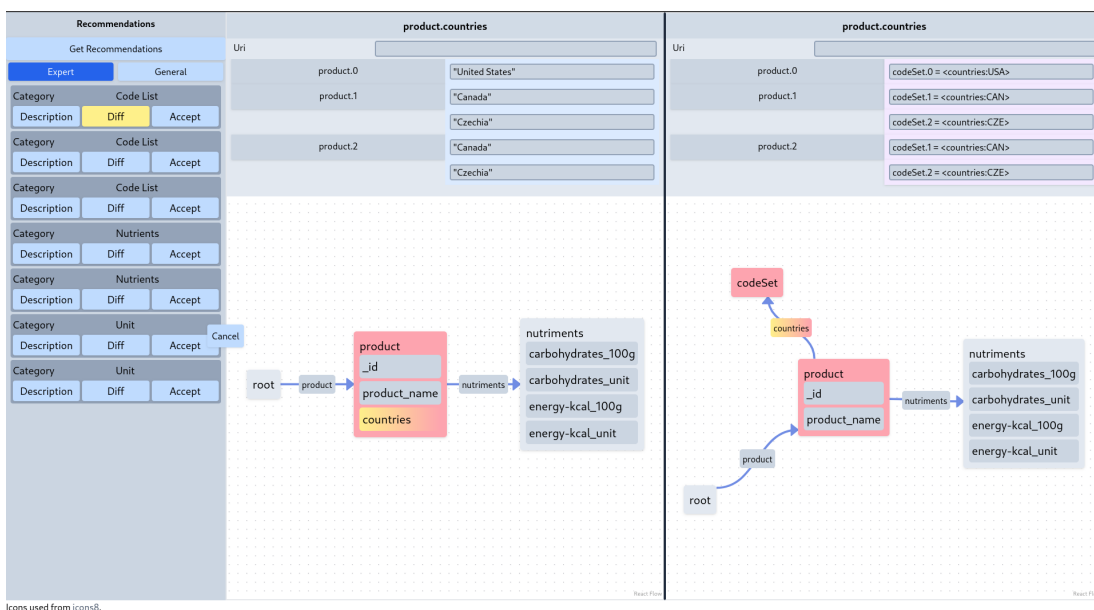 Recommendations
Get Recommendations
Expert General
Category Code List
Description Diff Accept
Category Code List
Description Diff Accept
Category Code List
Description Diff Accept
Category Nutrients
Description Diff Accept
Category Nutrients
Description Diff Accept
Category Unit
Description Diff Accept
Category Unit
Description Diff Accept
Cancel
product.countries
Uri
product.0 "United States"
product.1 "Canada"
"Czechia"
product.2 "Canada"
"Czechia"
root
product
product
_id
product_name
countries
nutriments
nutriments
carbohydrates_100g
carbohydrates_unit
energy-kcal_100g
energy-kcal_unit
React Flow
product.countries
Uri
product.0 codeSet.0 = <countries:USA>
product.1 codeSet.1 = <countries:CAN>
codeSet.2 = <countries:CZE>
product.2 codeSet.1 = <countries:CAN>
codeSet.2 = <countries:CZE>
codeSet
countries
product
_id
product_name
nutriments
nutriments
carbohydrates_100g
carbohydrates_unit
energy-kcal_100g
energy-kcal_unit
product
root
React Fl
Icons used from icons8.